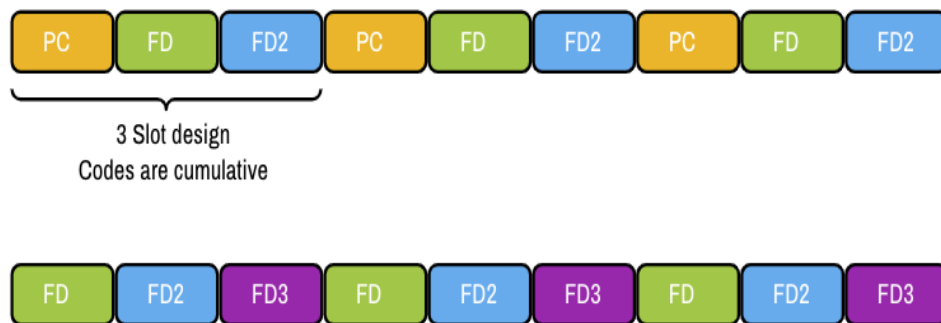 PC FD FD2 PC FD FD2 PC FD FD2
3 Slot design
Codes are cumulative
FD FD2 FD3 FD FD2 FD3 FD FD2 FD3